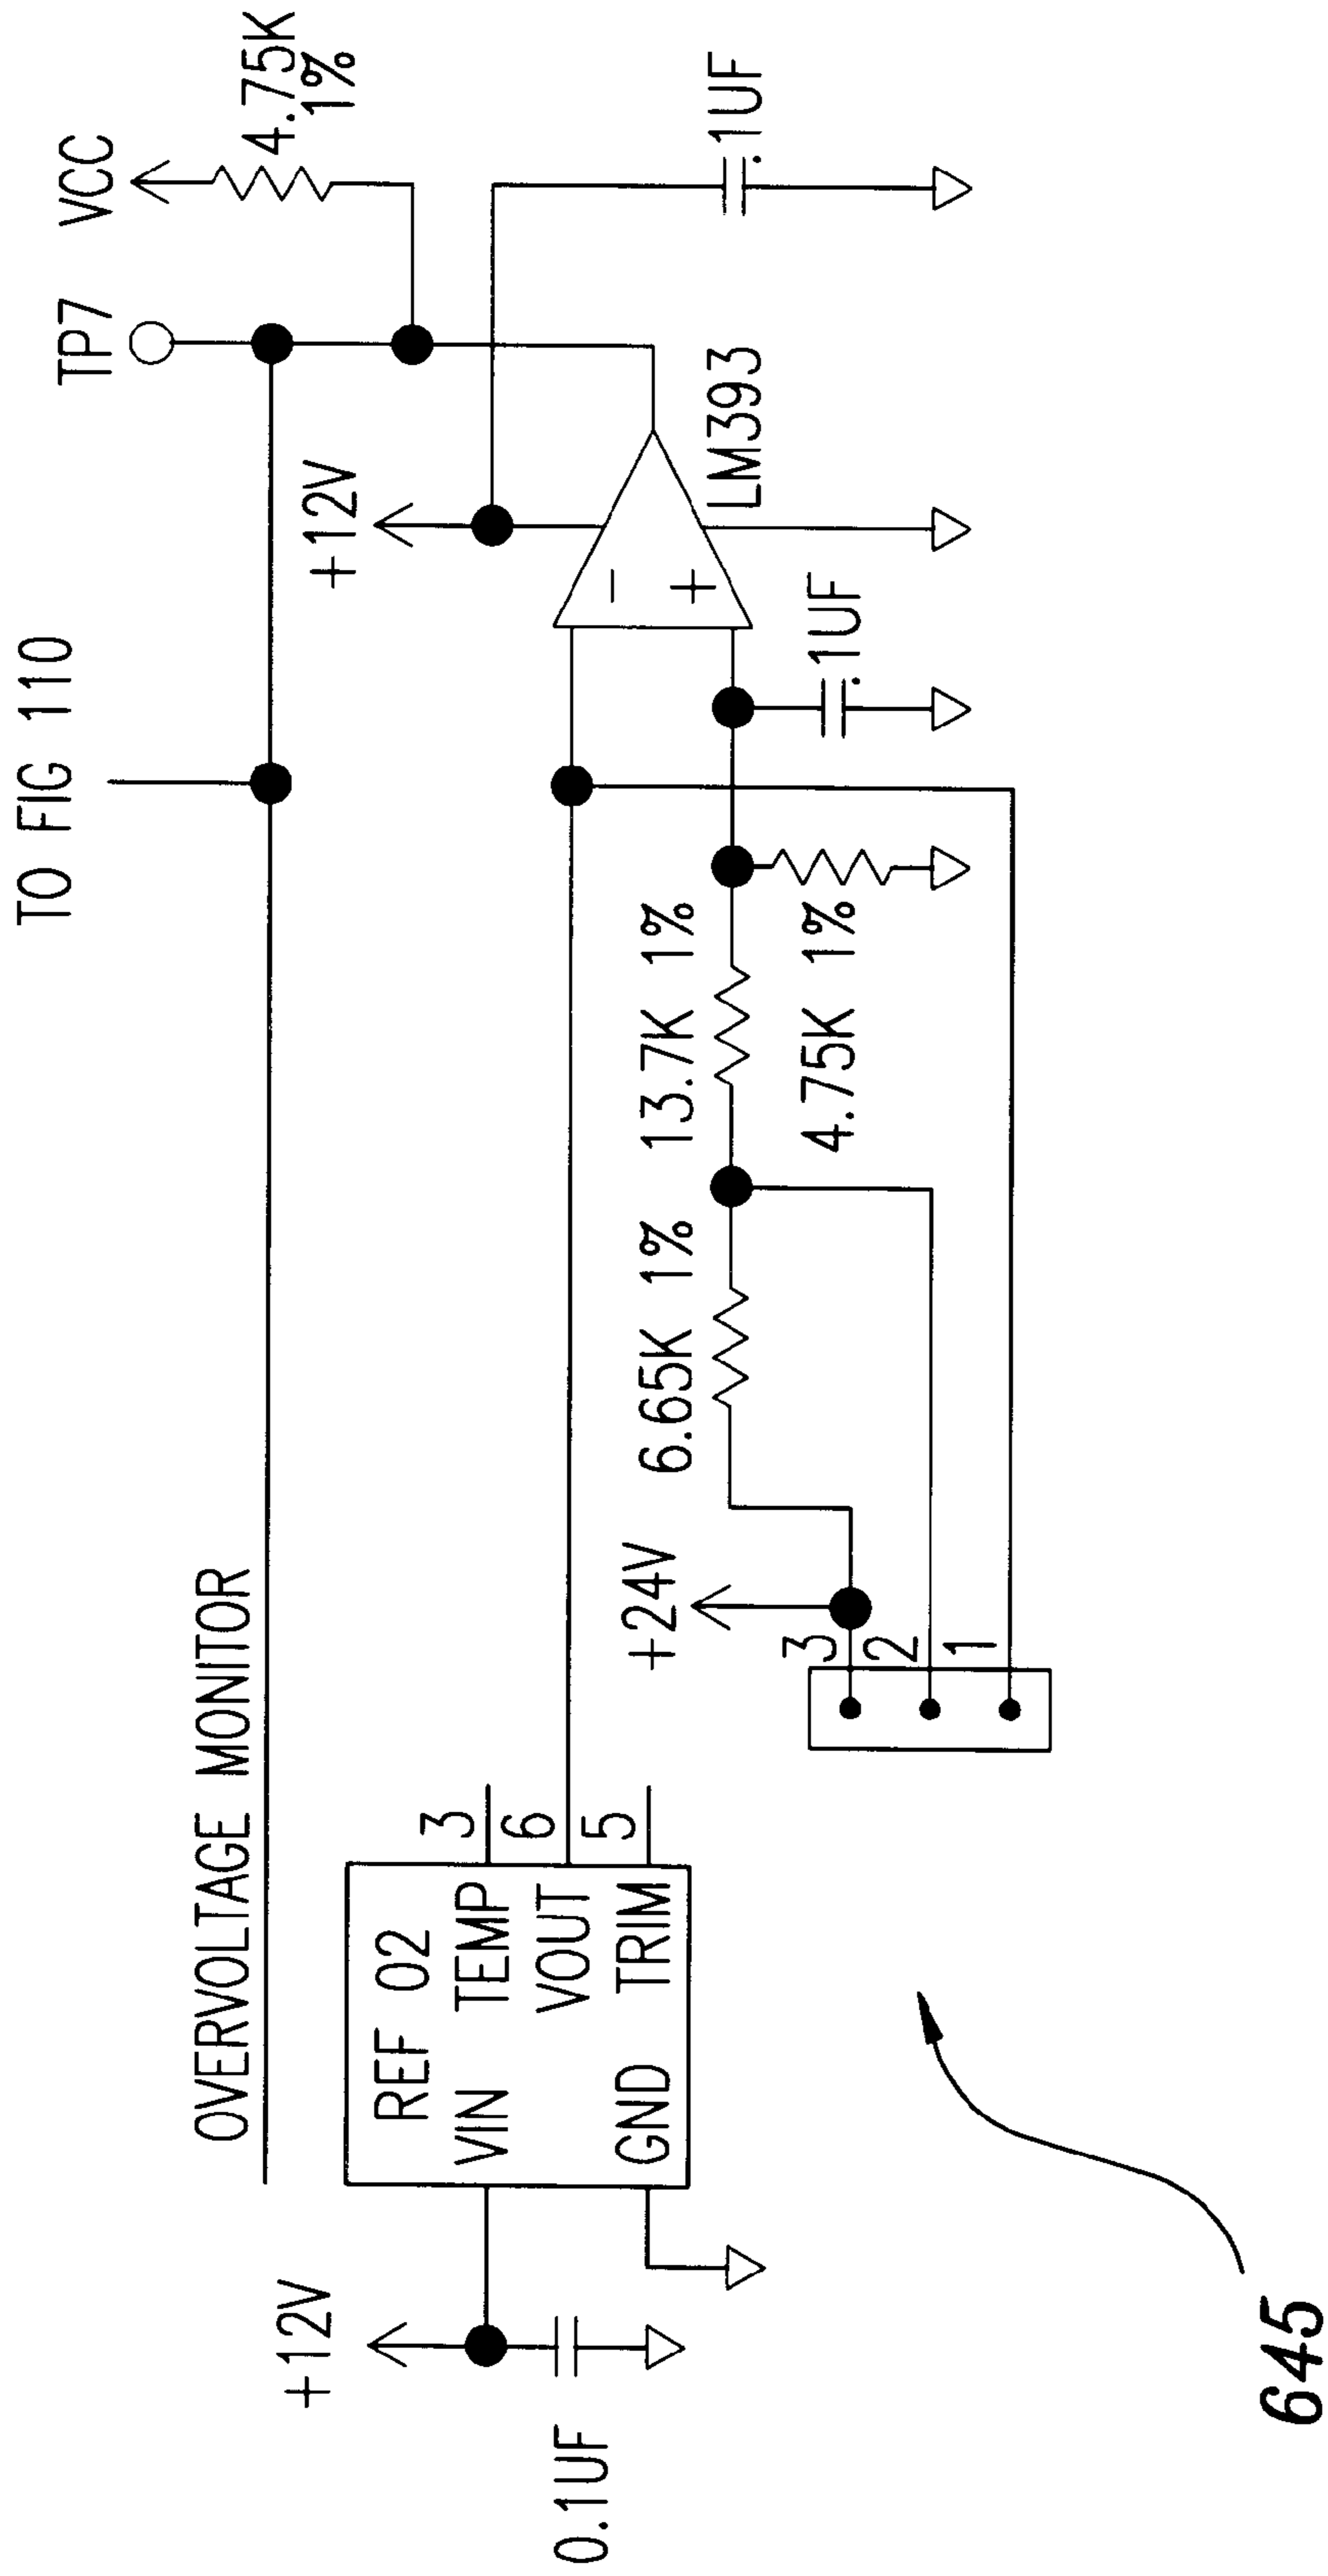 TO FIG 110
TP7
VCC
4.75K
1%
OVERVOLTAGE MONITOR
+12V
+12V
REF 02
VIN
TEMP
3
VOUT
6
GND
TRIM
5
0.1UF
−
+
LM393
.1UF
+24V
6.65K 1%
13.7K 1%
4.75K 1%
.1UF
3
2
1
645